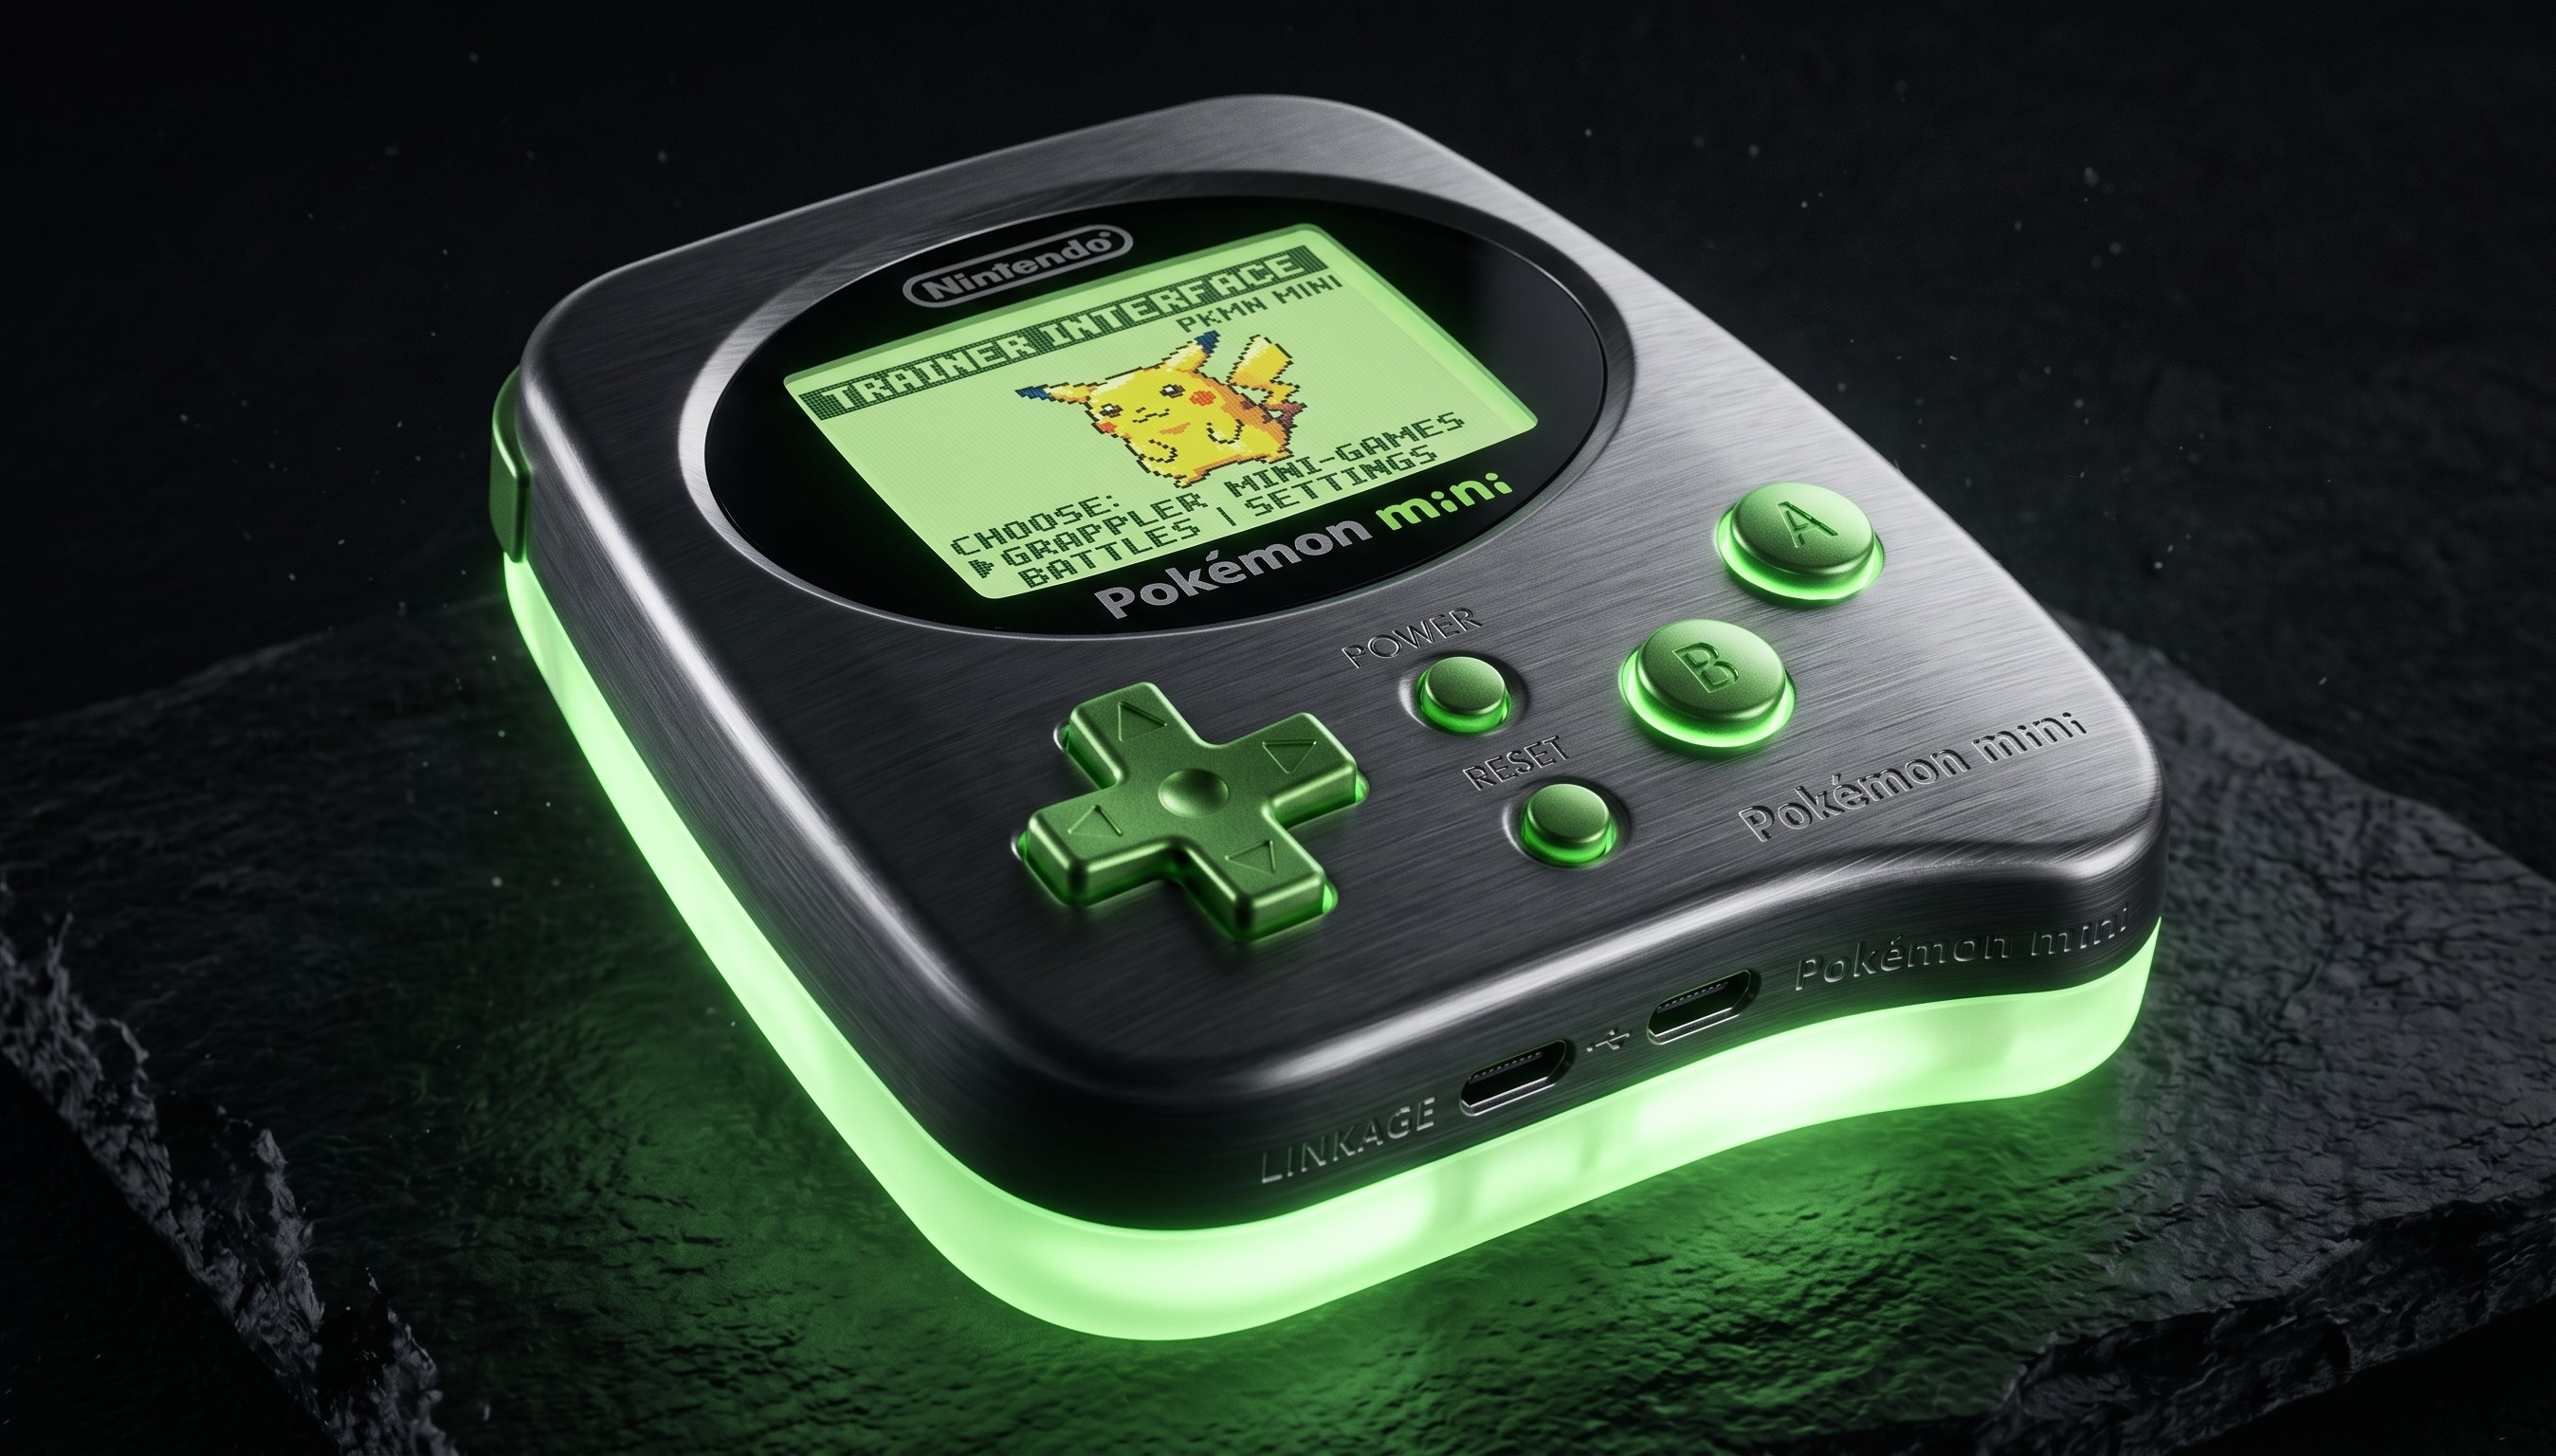 Nintendo®
TRAINER INTERFACE
PKMN MINI
CHOOSE:
▶GRAPPLER MINI-GAMES
BATTLES | SETTINGS
Pokémon mini
A
POWER
B
RESET
Pokémon mini
Pokémon mini
LINKAGE